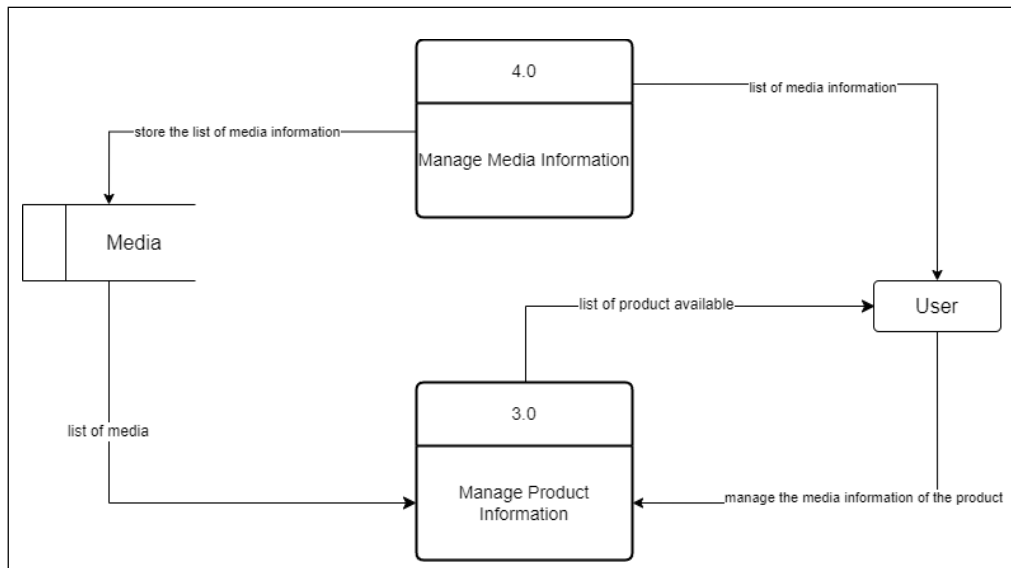 4.0
list of media information
store the list of media information
Manage Media Information
Media
list of product available
User
3.0
list of media
Manage Product
Information
manage the media information of the product